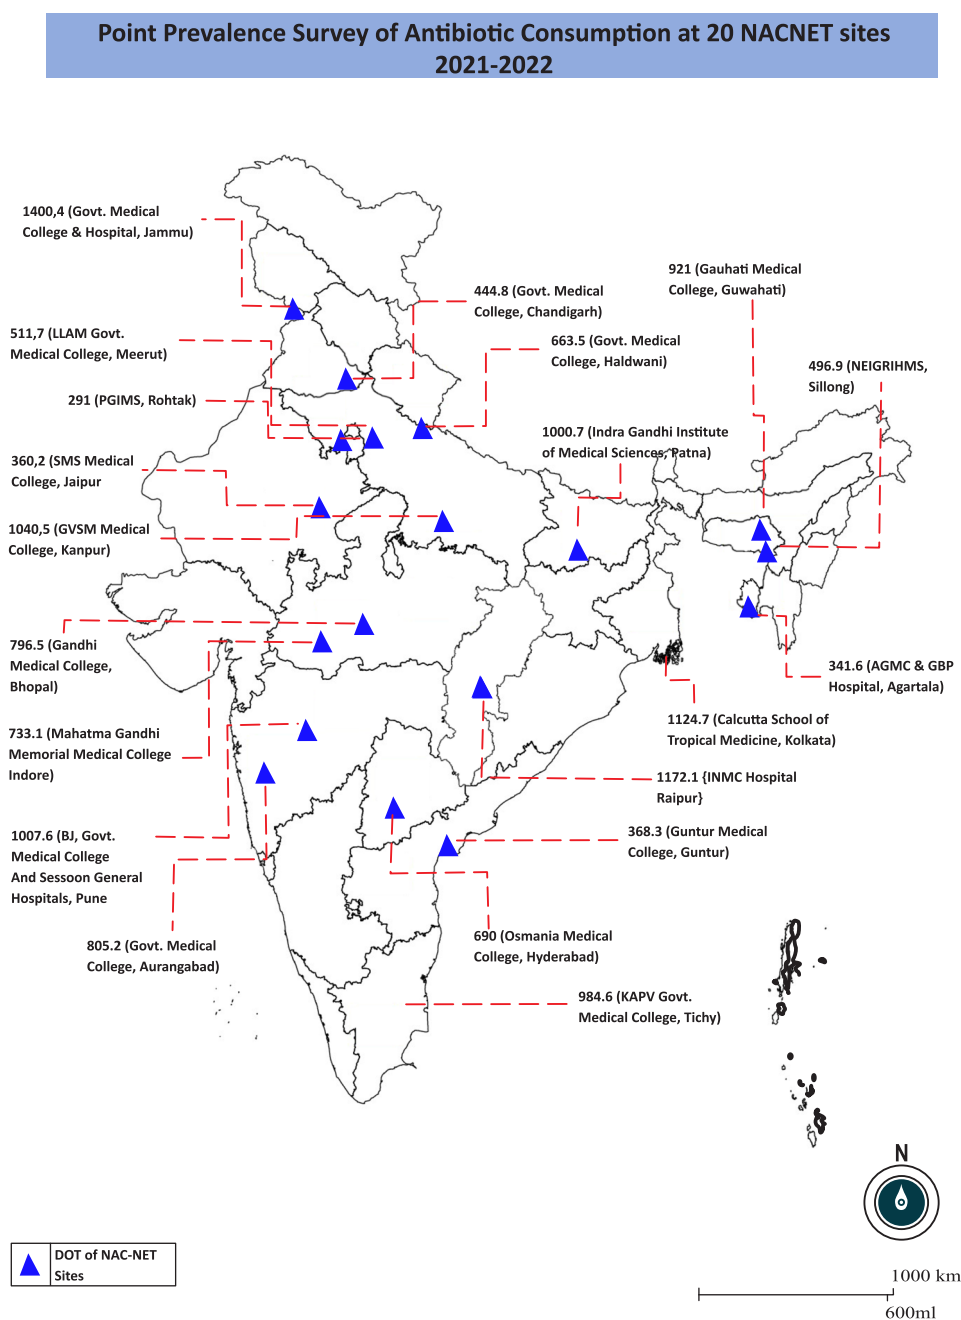 Point Prevalence Survey of Antibiotic Consumption at 20 NACNET sites
2021-2022
1400,4 (Govt. Medical
College & Hospital, Jammu)
444.8 (Govt. Medical
College, Chandigarh)
921 (Gauhati Medical
College, Guwahati)
511,7 (LLAM Govt.
Medical College, Meerut)
663.5 (Govt. Medical
College, Haldwani)
496.9 (NEIGRIHMS,
Sillong)
291 (PGIMS, Rohtak)
1000.7 (Indra Gandhi Institute
of Medical Sciences, Patna)
360,2 (SMS Medical
College, Jaipur
1040,5 (GVSM Medical
College, Kanpur)
796.5 (Gandhi
Medical College,
Bhopal)
341.6 (AGMC & GBP
Hospital, Agartala)
733.1 (Mahatma Gandhi
Memorial Medical College
Indore)
1124.7 (Calcutta School of
Tropical Medicine, Kolkata)
1172.1 {INMC Hospital
Raipur}
1007.6 (BJ, Govt.
Medical College
And Sessoon General
Hospitals, Pune
368.3 (Guntur Medical
College, Guntur)
805.2 (Govt. Medical
College, Aurangabad)
690 (Osmania Medical
College, Hyderabad)
984.6 (KAPV Govt.
Medical College, Tichy)
N
DOT of NAC-NET
Sites
1000 km
600ml